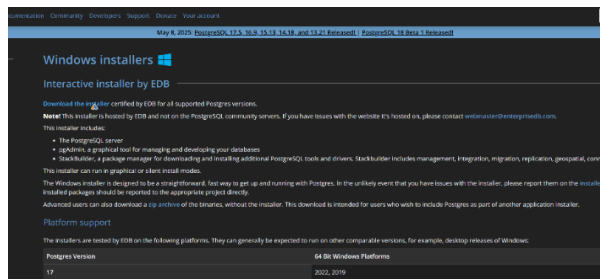 Documentation Community Developers Support Donate Your account
May 8, 2025: PostgreSQL 17.5, 16.9, 15.13, 14.18, and 13.21 Released! | PostgreSQL 18 Beta 1 Released!
Windows installers
Interactive installer by EDB
Download the installer certified by EDB for all supported Postgres versions.
Note! This installer is hosted by EDB and not on the PostgreSQL community servers. If you have issues with the website it's hosted on, please contact webmaster@enterprisedb.com.
This installer includes:
• The PostgreSQL server
• pgAdmin, a graphical tool for managing and developing your databases
• StackBuilder, a package manager for downloading and installing additional PostgreSQL tools and drivers. Stackbuilder includes management, integration, migration, replication, geospatial, conn
This installer can run in graphical or silent install modes.
The Windows installer is designed to be a straightforward, fast way to get up and running with Postgres. In the unlikely event that you have issues with the installer, please report them on the installe
Installed packages should be reported to the appropriate project directly.
Advanced users can also download a zip archive of the binaries, without the installer. This download is intended for users who wish to include Postgres as part of another application installer.
Platform support
The installers are tested by EDB on the following platforms. They can generally be expected to run on other comparable versions, for example, desktop releases of Windows:
Postgres Version 64 Bit Windows Platforms
17 2022, 2019